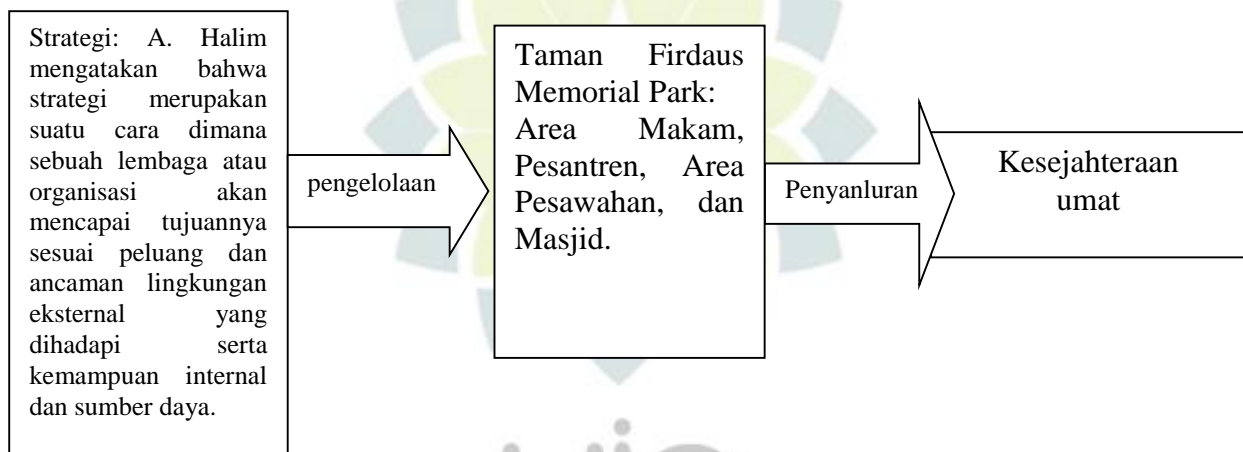 Strategi: A. Halim
mengatakan bahwa
strategi merupakan
suatu cara dimana
sebuah lembaga atau
organisasi akan
mencapai tujuannya
sesuai peluang dan
ancaman lingkungan
eksternal yang
dihadapi serta
kemampuan internal
dan sumber daya.
pengelolaan
Taman Firdaus
Memorial Park:
Area Makam,
Pesantren, Area
Pesawahan, dan
Masjid.
Penyanluran
Kesejahteraan
umat